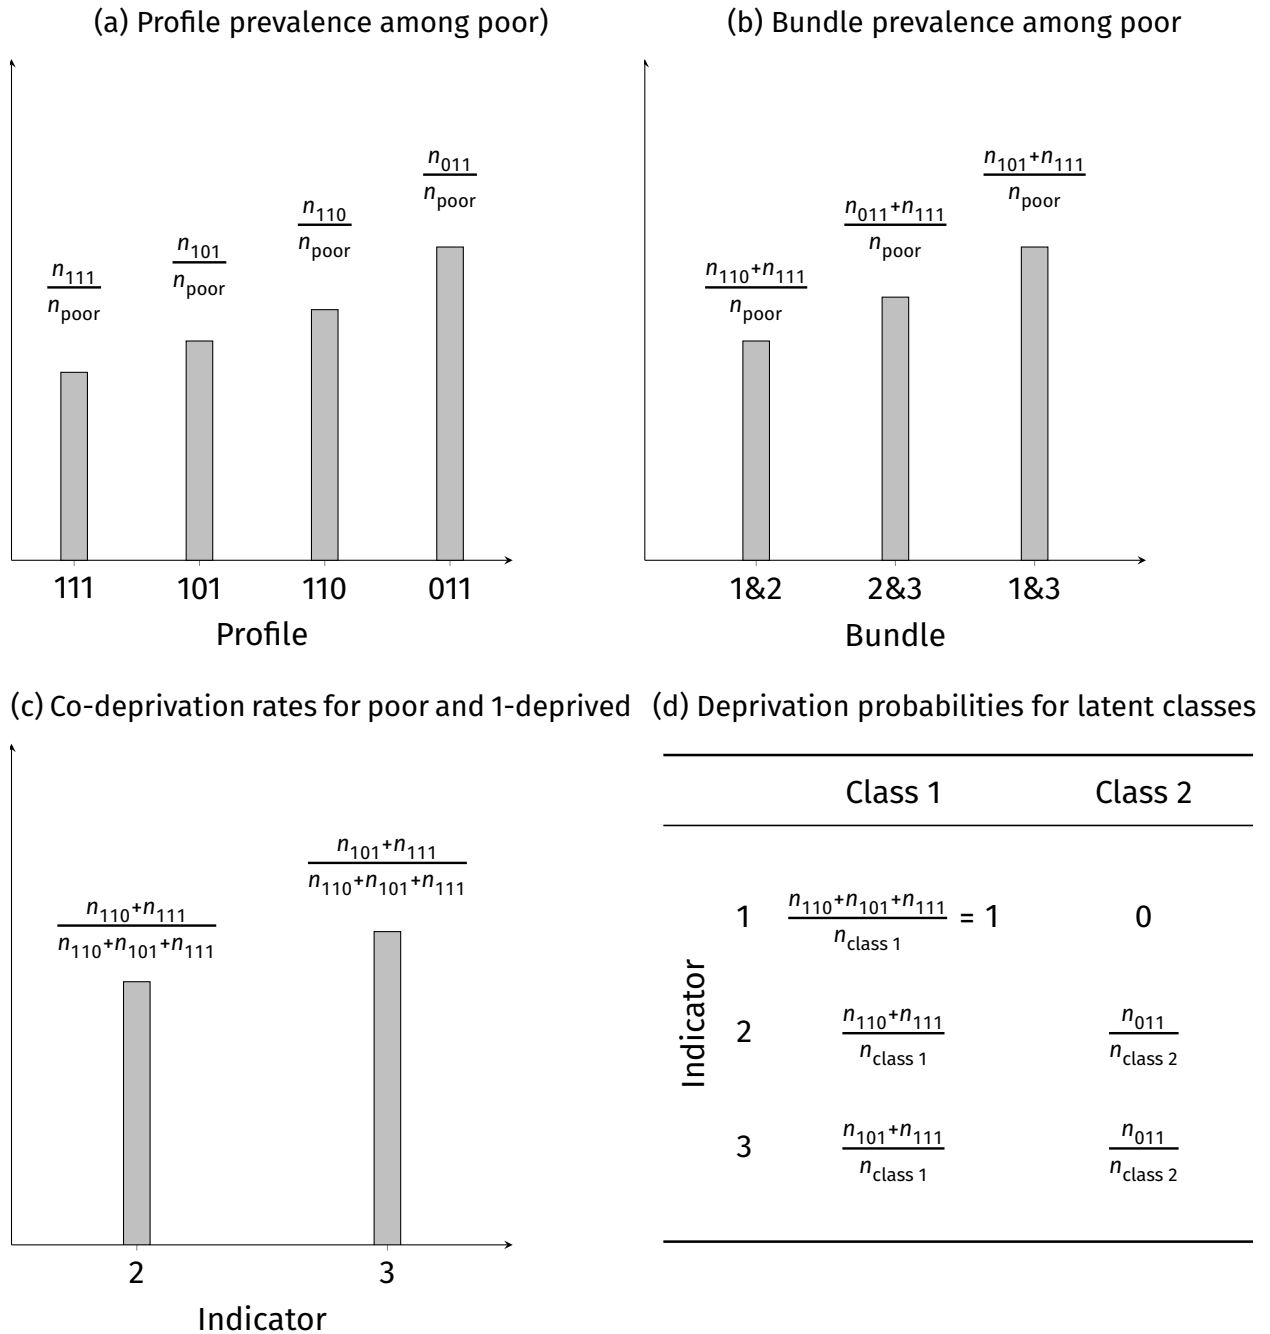 (a) Profile prevalence among poor)
n011
npoor
n110
npoor
n101
npoor
n111
npoor
111 101 110 011
Profile
(b) Bundle prevalence among poor
n101+n111
npoor
n011+n111
npoor
n110+n111
npoor
1&2 2&3 1&3
Bundle
(c) Co-deprivation rates for poor and 1-deprived
n101+n111
n110+n101+n111
n110+n111
n110+n101+n111
2 3
Indicator
(d) Deprivation probabilities for latent classes
Class 1 Class 2
Indicator
1 n110+n101+n111 = 1 0
nclass 1
2 n110+n111 n011
nclass 1 nclass 2
3 n101+n111 n011
nclass 1 nclass 2